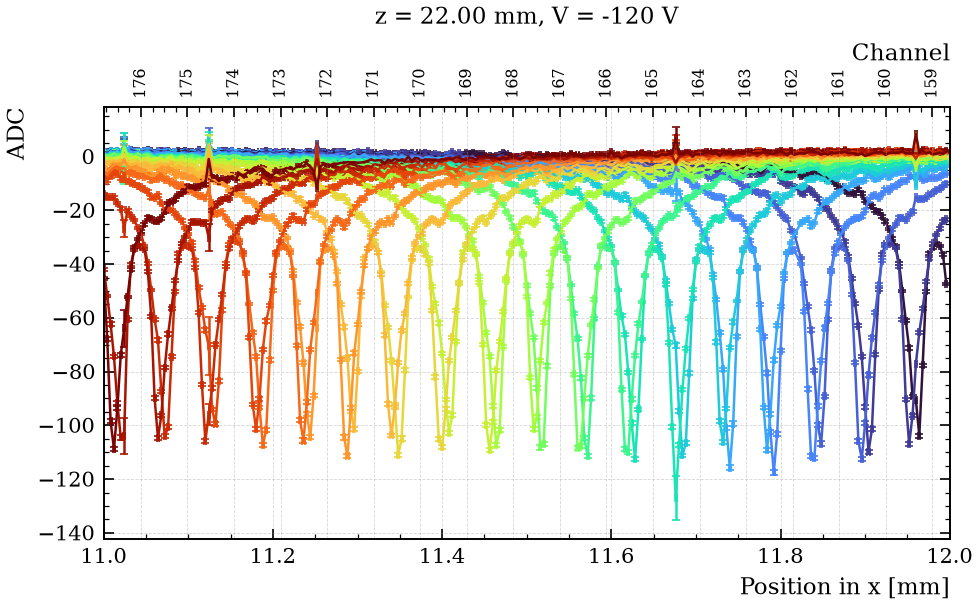 z = 22.00 mm, V = -120 V
Channel
176 175 174 173 172 171 170 169 168 167 166 165 164 163 162 161 160 159
ADC
0
−20
−40
−60
−80
−100
−120
−140
11.0 11.2 11.4 11.6 11.8 12.0
Position in x [mm]